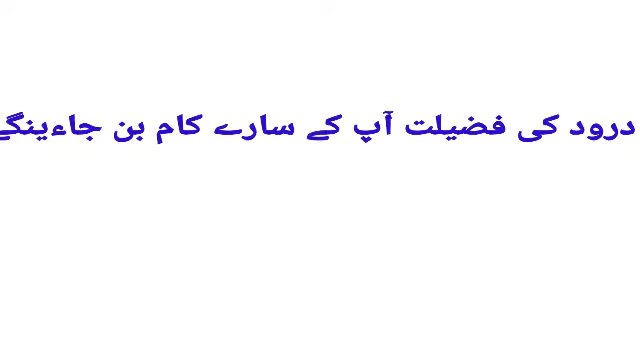 درود کی فضیلت آپ کے سارے کام بن جاءینگے